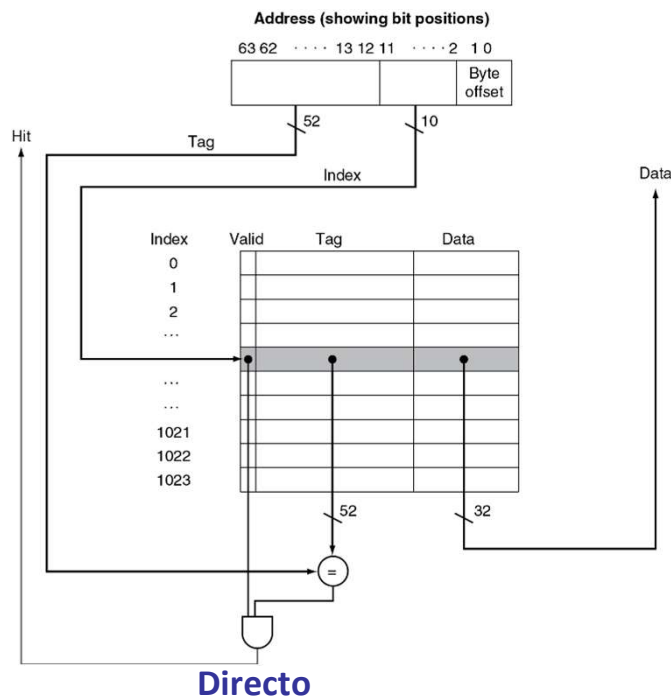 Address (showing bit positions)
63 62 · · · · 13 12 11 · · · · 2 1 0
Byte
offset
52
10
Hit
Tag
Index
Data
Index Valid Tag Data
0
1
2
...
...
...
1021
1022
1023
52
32
=
Directo